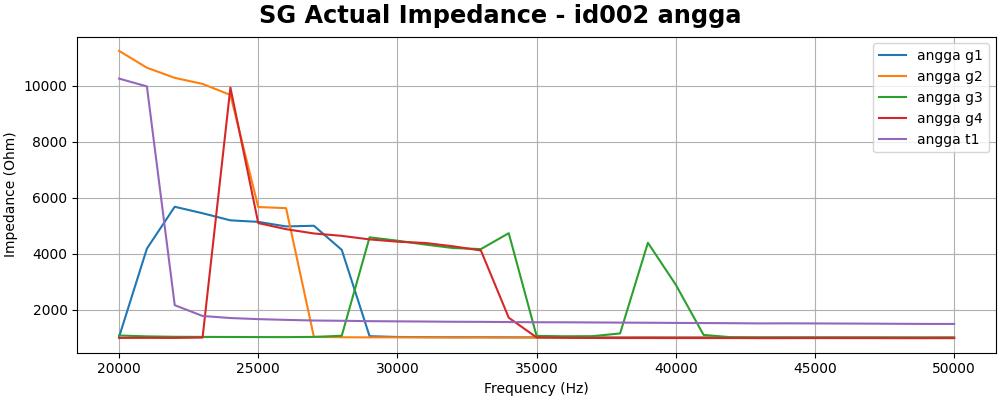 SG Actual Impedance - id002 angga
Impedance (Ohm)
10000
8000
6000
4000
2000
angga g1
angga g2
angga g3
angga g4
angga t1
20000 25000 30000 35000 40000 45000 50000
Frequency (Hz)